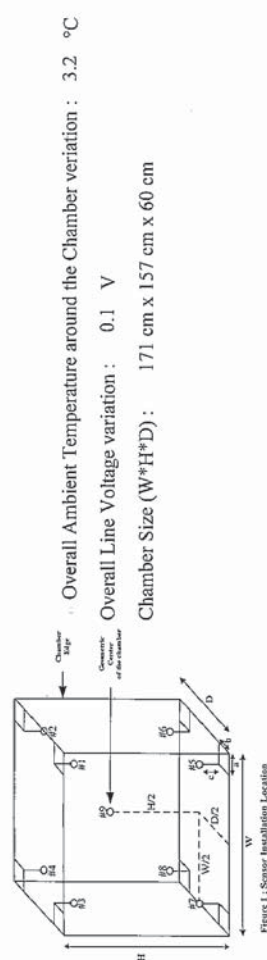 Overall Ambient Temperature around the Chamber veriation : 3.2 °C
Overall Line Voltage variation : 0.1 V
Chamber Size (W*H*D) : 171 cm x 157 cm x 60 cm
Chamber
Edge
Geometric
Center
of the chamber
#4
#2
#3
#1
#9
H/2
H
#8
#6
W/2
D/2
#7
#5
c
a
b
D
W
Figure 1 : Sensor Installation Location